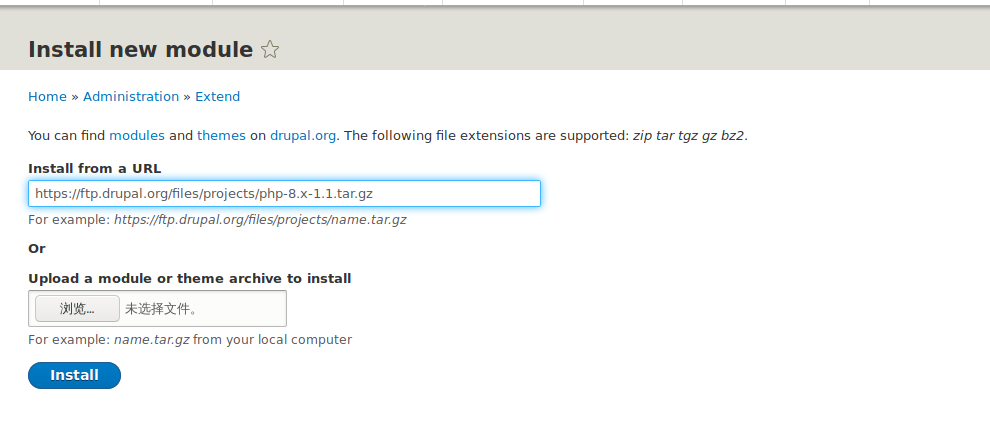 Install new module
Home » Administration » Extend
You can find modules and themes on drupal.org. The following file extensions are supported: zip tar tgz gz bz2.
Install from a URL
https://ftp.drupal.org/files/projects/php-8.x-1.1.tar.gz
For example: https://ftp.drupal.org/files/projects/name.tar.gz
Or
Upload a module or theme archive to install
浏览… 未选择文件。
For example: name.tar.gz from your local computer
Install